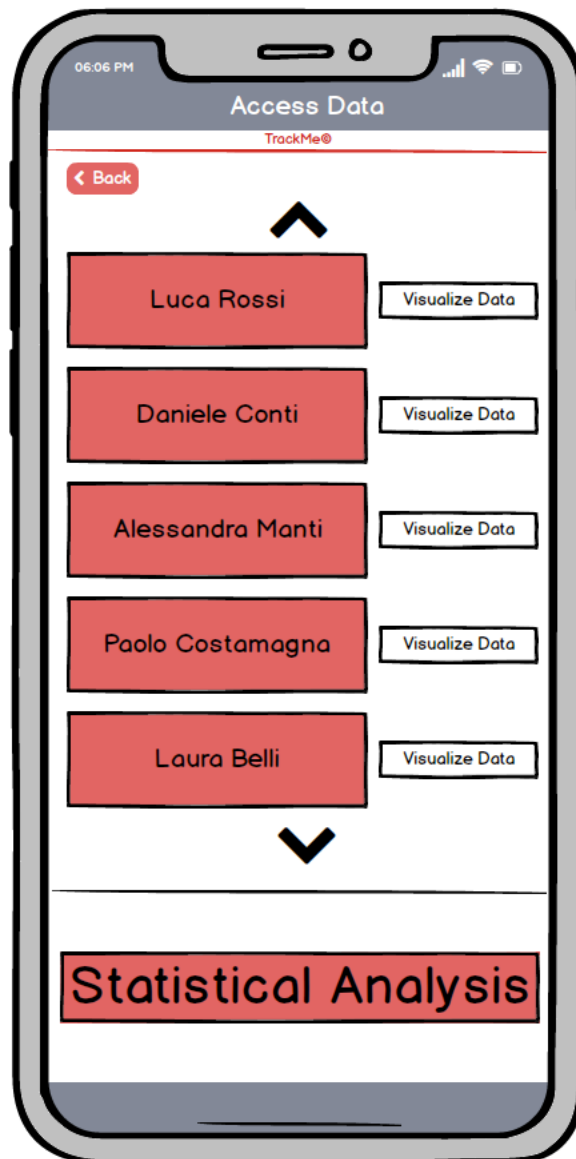 06:06 PM
Access Data
TrackMe©
Back
Luca Rossi
Visualize Data
Daniele Conti
Visualize Data
Alessandra Manti
Visualize Data
Paolo Costamagna
Visualize Data
Laura Belli
Visualize Data
Statistical Analysis